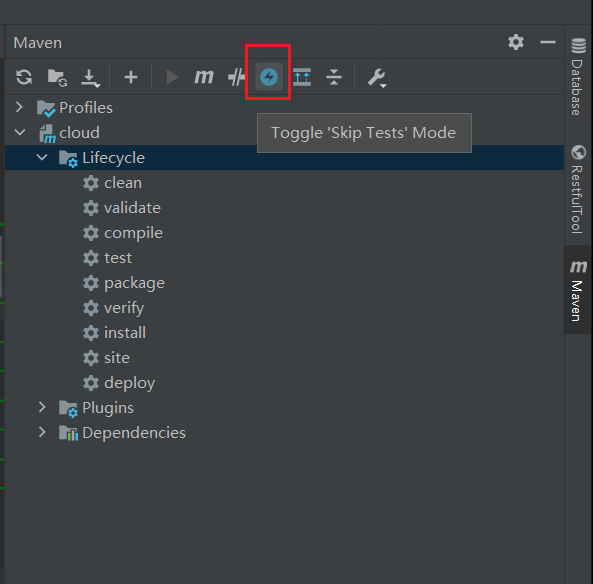 Maven
m
Profiles
cloud
Toggle 'Skip Tests' Mode
Lifecycle
clean
validate
compile
test
package
verify
install
site
deploy
Plugins
Dependencies
Database
RestfulTool
m
Maven